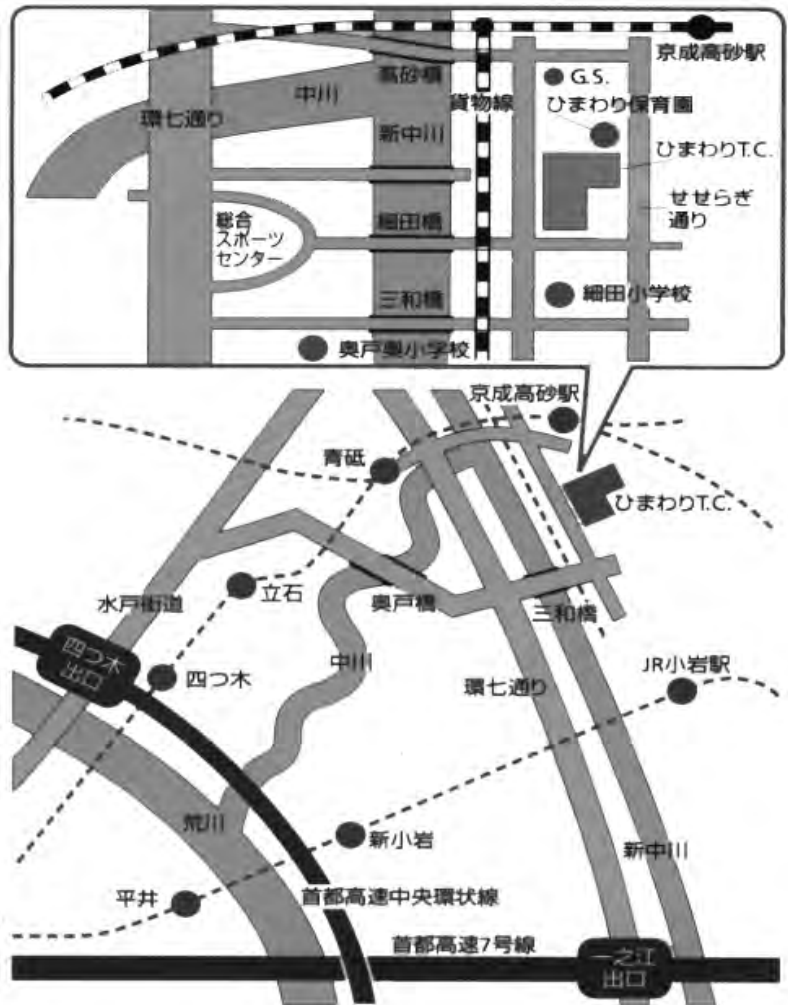 京成高砂駅
G.S.
高砂橋
中川
貨物線
ひまわり保育園
環七通り
新中川
ひまわりT.C.
せせらぎ
通り
総合
スポーツ
センター
細田橋
三和橋
細田小学校
奥戸奥小学校
京成高砂駅
青砥
ひまわりT.C.
立石
水戸街道
奥戸橋
三和橋
四つ木
出口
四つ木
中川
環七通り
JR小岩駅
荒川
新小岩
新中川
平井
首都高速中央環状線
首都高速7号線
一之江
出口